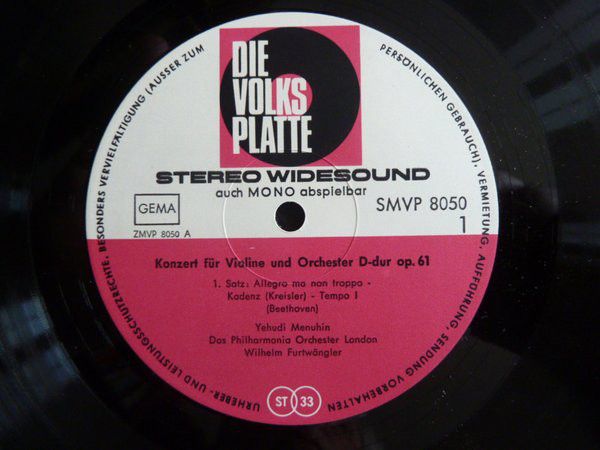 DIE
VOLKS
PLATTE
STEREO WIDESOUND
auch MONO abspielbar
GEMA
ZMVP 8050 A
SMVP 8050
1
Konzert für Violine und Orchester D-dur op. 61
1. Satz: Allegro ma non troppo -
Kadenz (Kreisler) - Tempo I
(Beethoven)
Yehudi Menuhin
Das Philharmonia Orchester London
Wilhelm Furtwängler
ST 33
URHEBER- UND LEISTUNGSSCHUTZRECHTE, BESONDERS VERVIELFÄLTIGUNG (AUSSER ZUM PERSÖNLICHEN GEBRAUCH), VERMIETUNG, AUFFÜHRUNG, SENDUNG VORBEHALTEN